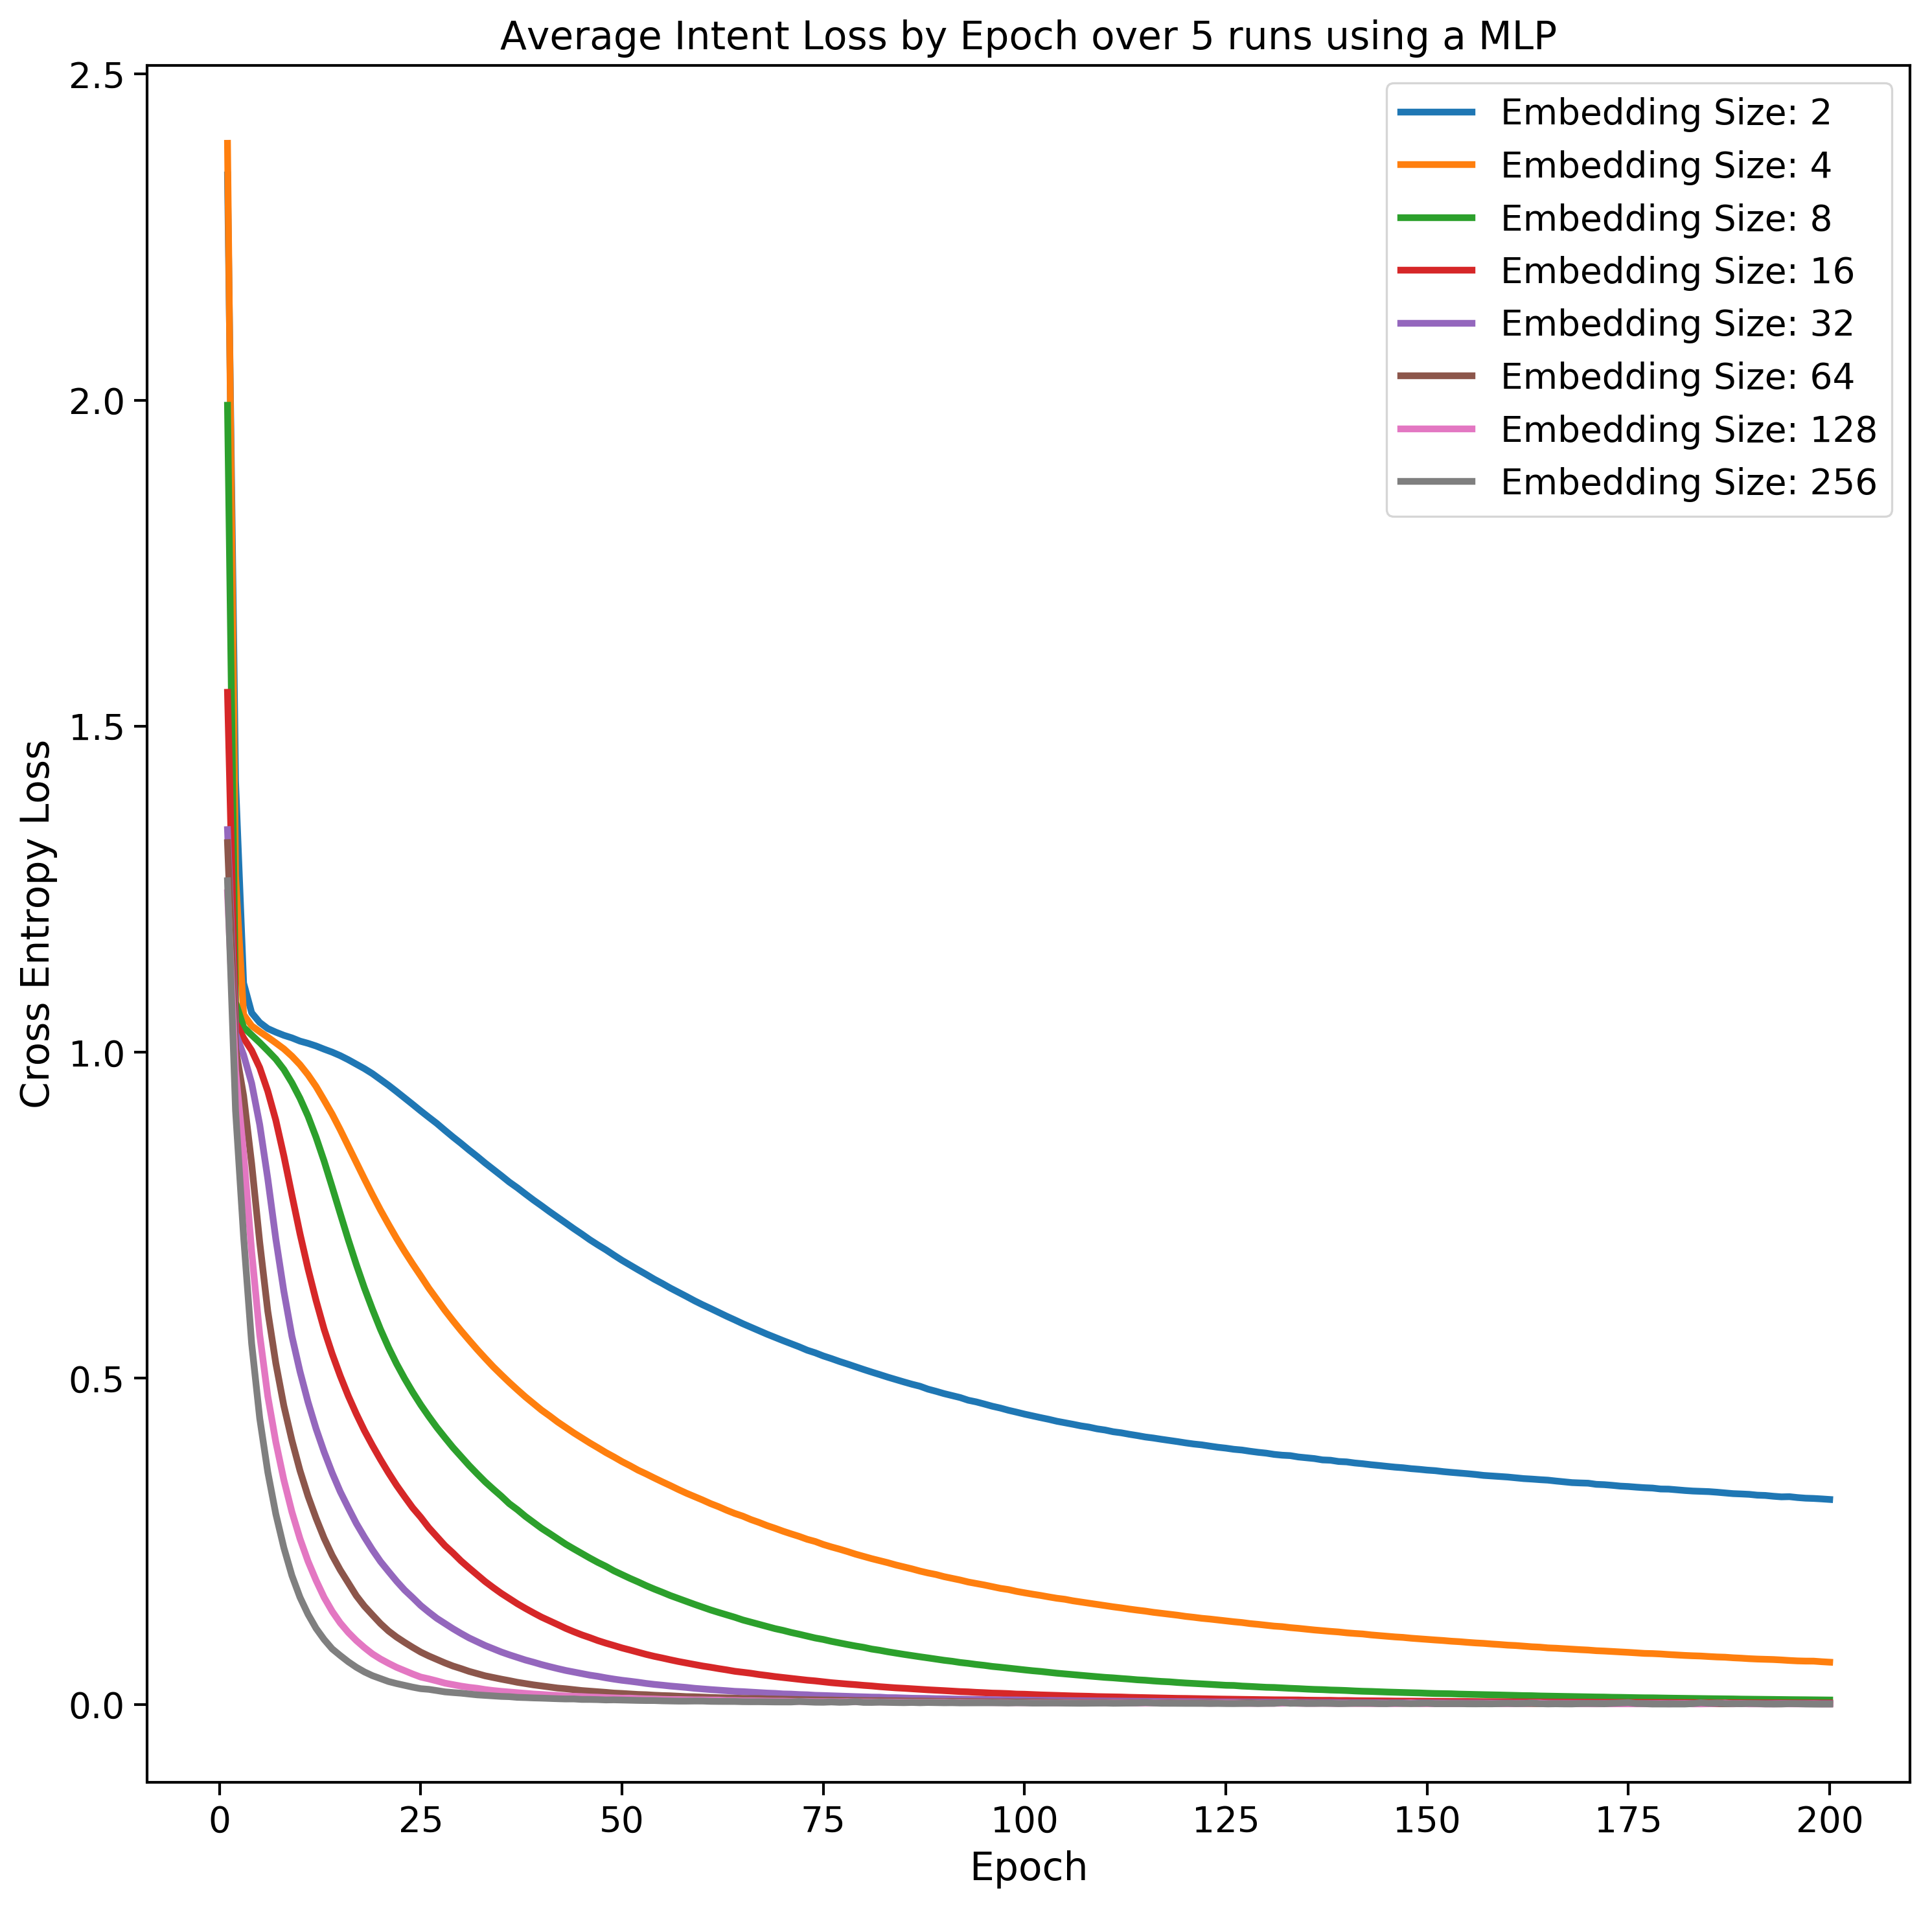 Average Intent Loss by Epoch over 5 runs using a MLP
2.5
2.0
1.5
1.0
0.5
0.0
Cross Entropy Loss
Embedding Size: 2
Embedding Size: 4
Embedding Size: 8
Embedding Size: 16
Embedding Size: 32
Embedding Size: 64
Embedding Size: 128
Embedding Size: 256
0 25 50 75 100 125 150 175 200
Epoch